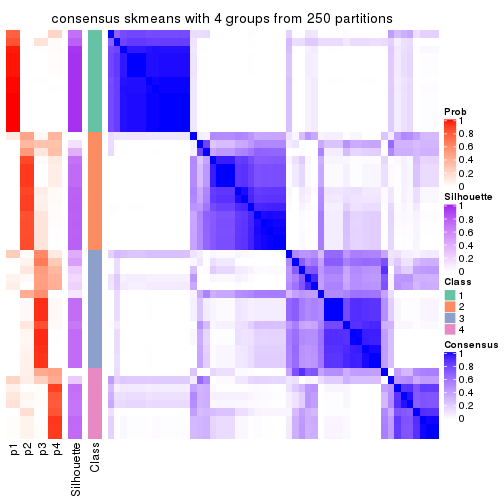 consensus skmeans with 4 groups from 250 partitions
Prob
1
0.8
0.6
0.4
0.2
0
Silhouette
1
0.8
0.6
0.4
0.2
0
Class
1
2
3
4
Consensus
1
0.8
0.6
0.4
0.2
0
p1
p2
p3
p4
Silhouette
Class